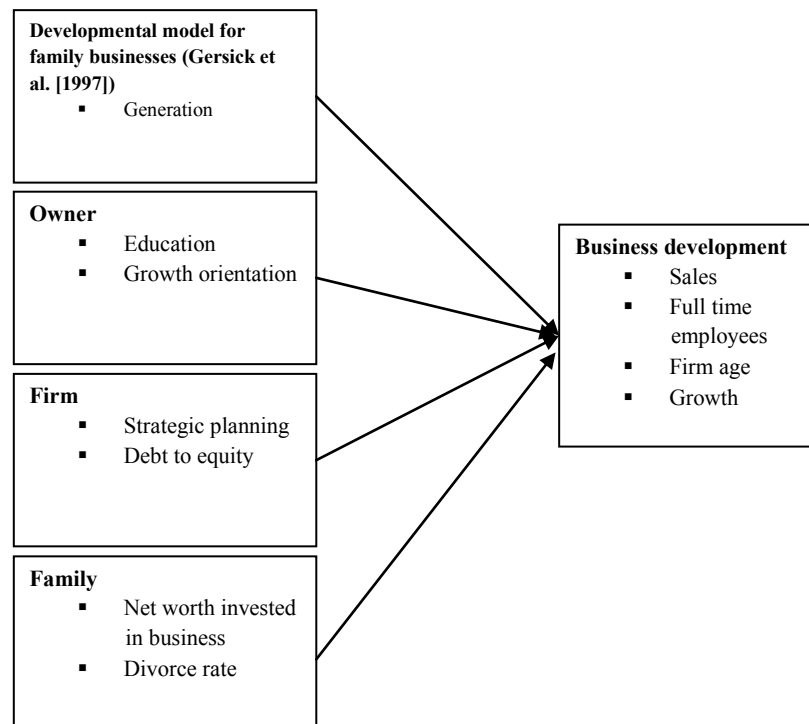 Developmental model for
family businesses (Gersick et
al. [1997])
▪ Generation
Owner
▪ Education
▪ Growth orientation
Firm
▪ Strategic planning
▪ Debt to equity
Family
▪ Net worth invested
in business
▪ Divorce rate
Business development
▪ Sales
▪ Full time
employees
▪ Firm age
▪ Growth